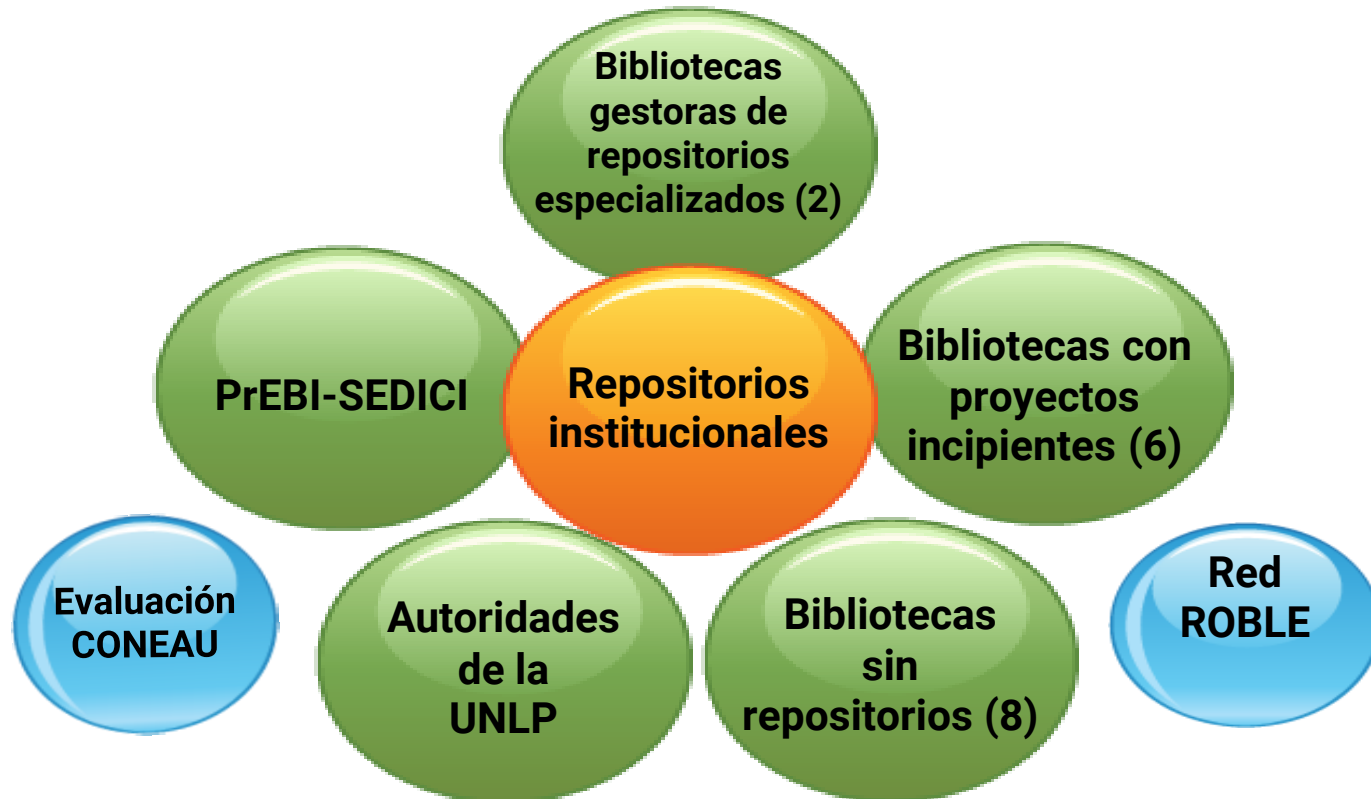 Bibliotecas
gestoras de
repositorios
especializados (2)
PrEBI-SEDICI
Repositorios
institucionales
Bibliotecas con
proyectos
incipientes (6)
Evaluación
CONEAU
Autoridades
de la
UNLP
Bibliotecas
sin
repositorios (8)
Red
ROBLE